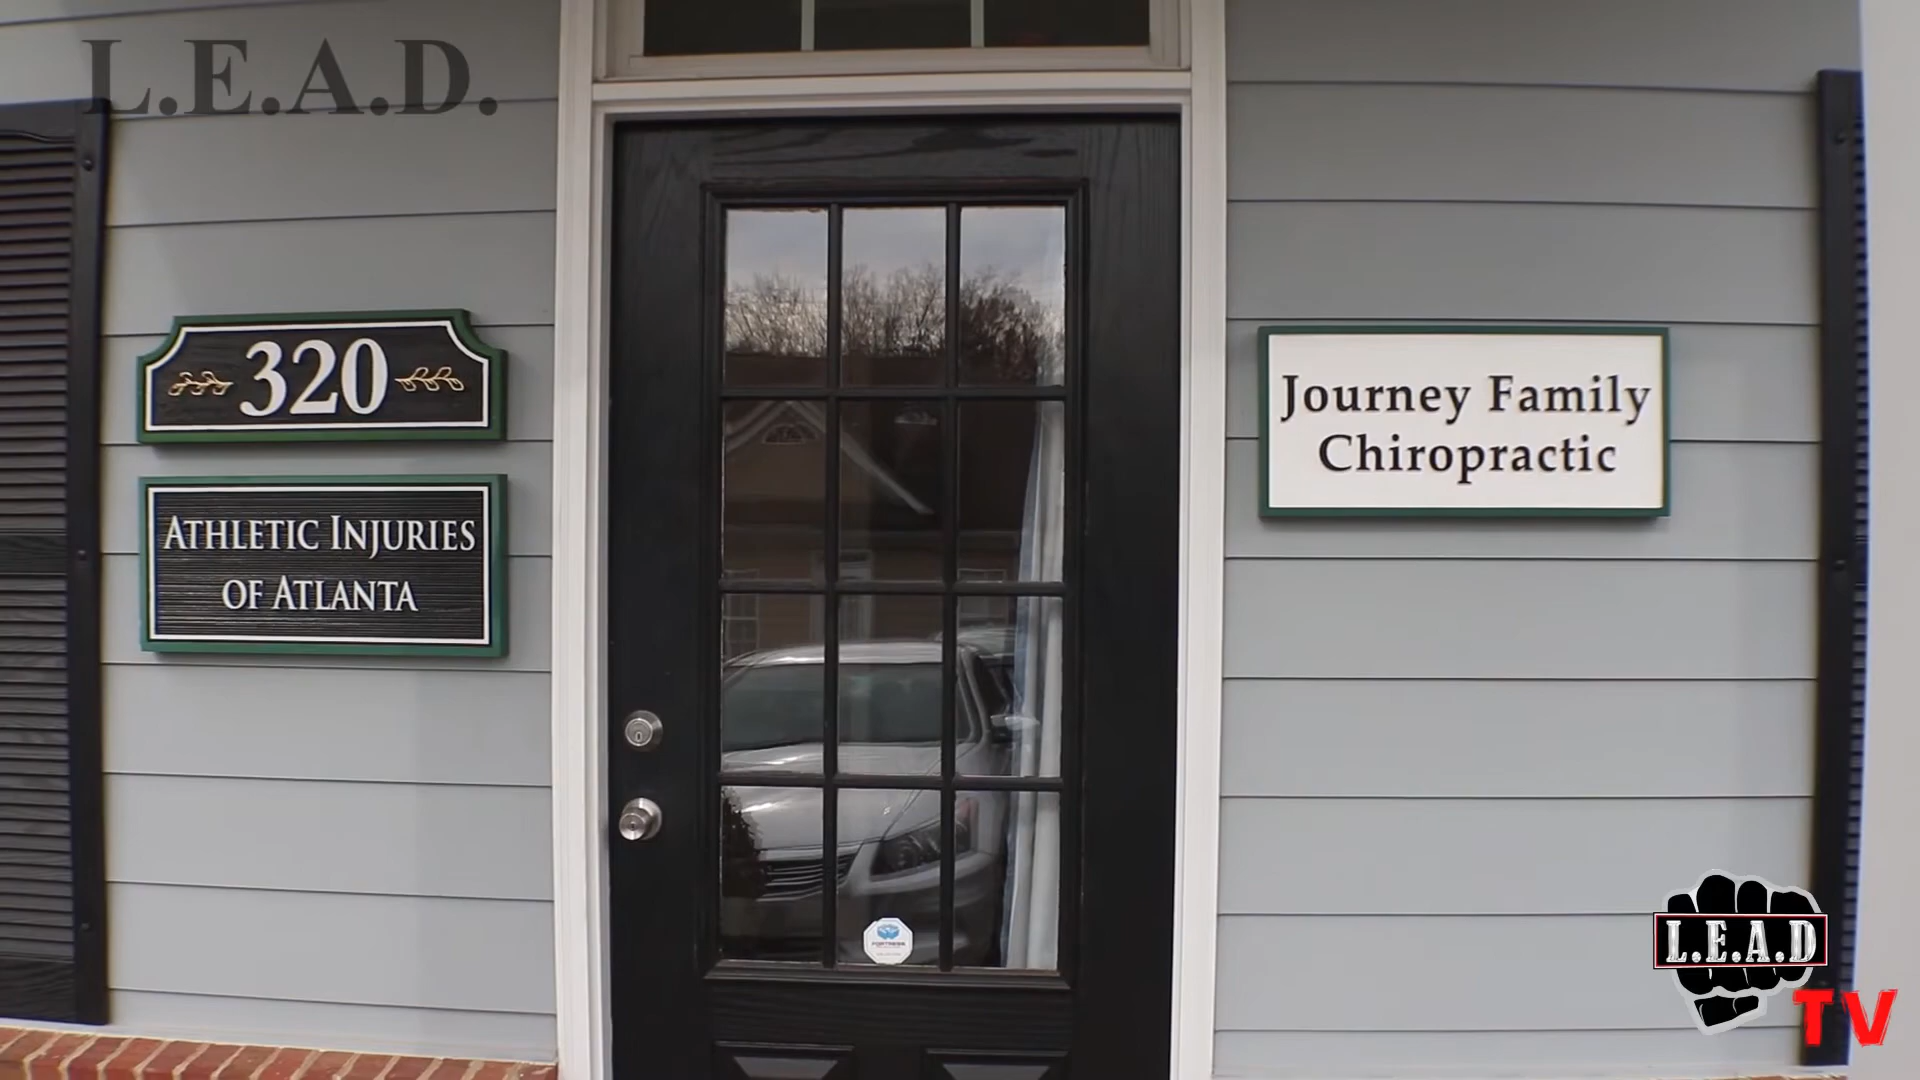 L.E.A.D.
320
ATHLETIC INJURIES
OF ATLANTA
Journey Family
Chiropractic
L.E.A.D
TV